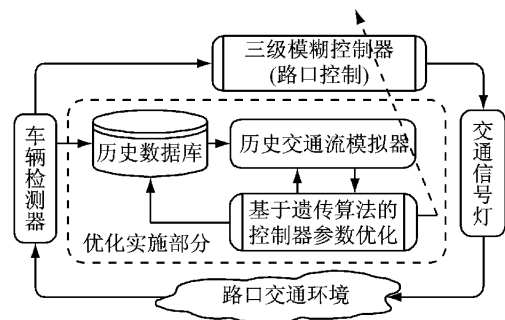 三级模糊控制器
(路口控制)
车辆检测器
历史数据库
历史交通流模拟器
交通信号灯
基于遗传算法的
控制器参数优化
优化实施部分
路口交通环境